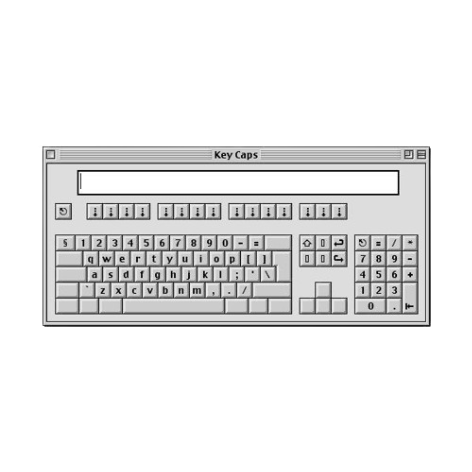 Key Caps
§ 1 2 3 4 5 6 7 8 9 0 - = = / *
q w e r t y u i o p [ ] 7 8 9 -
a s d f g h j k l ; ' \ 4 5 6 +
` z x c v b n m , . / 1 2 3
0 .